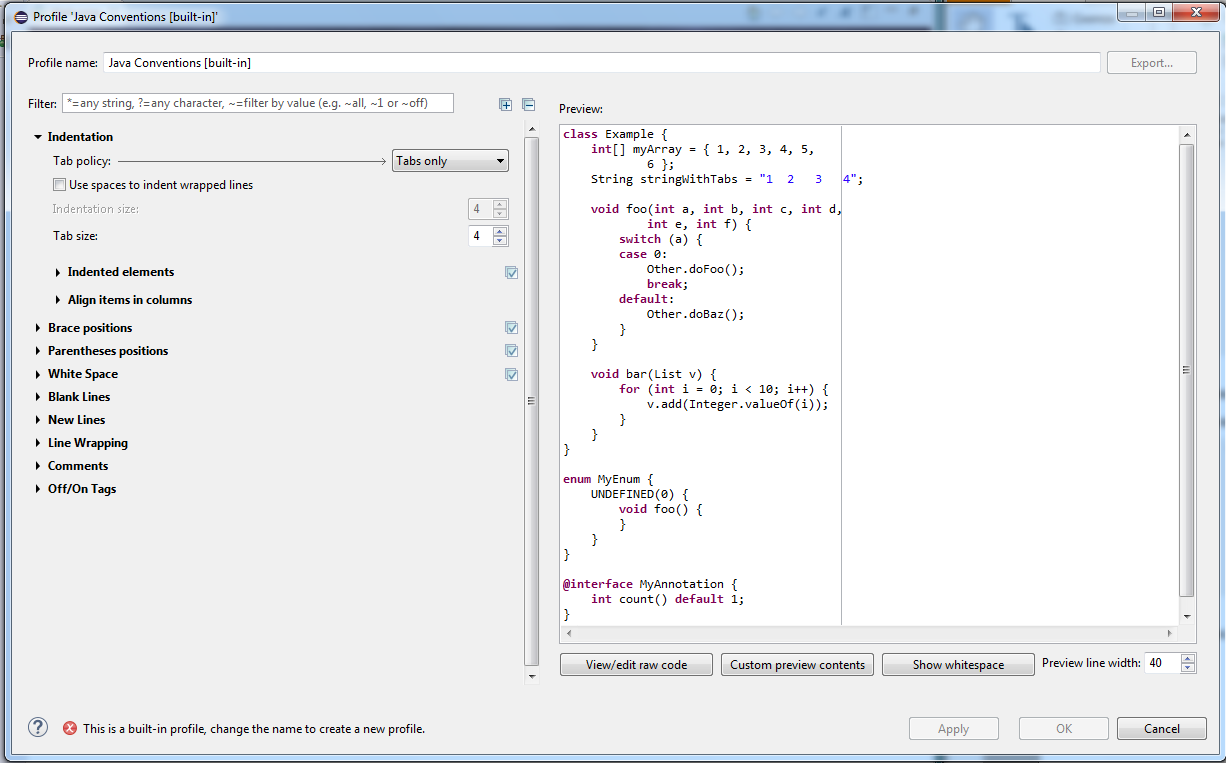 Profile 'Java Conventions [built-in]'
Profile name: Java Conventions [built-in] Export...
Filter: *=any string, ?=any character, ~=filter by value (e.g. ~all, ~1 or ~off)
Indentation
Tab policy: Tabs only
Use spaces to indent wrapped lines
Indentation size: 4
Tab size: 4
Indented elements
Align items in columns
Brace positions
Parentheses positions
White Space
Blank Lines
New Lines
Line Wrapping
Comments
Off/On Tags
Preview:
class Example {
    int[] myArray = { 1, 2, 3, 4, 5,
            6 };
    String stringWithTabs = "1  2   3   4";

    void foo(int a, int b, int c, int d,
            int e, int f) {
        switch (a) {
        case 0:
            Other.doFoo();
            break;
        default:
            Other.doBaz();
        }
    }

    void bar(List v) {
        for (int i = 0; i < 10; i++) {
            v.add(Integer.valueOf(i));
        }
    }
}

enum MyEnum {
    UNDEFINED(0) {
        void foo() {
        }
    }
}

@interface MyAnnotation {
    int count() default 1;
}
View/edit raw code Custom preview contents Show whitespace Preview line width: 40
? This is a built-in profile, change the name to create a new profile. Apply OK Cancel